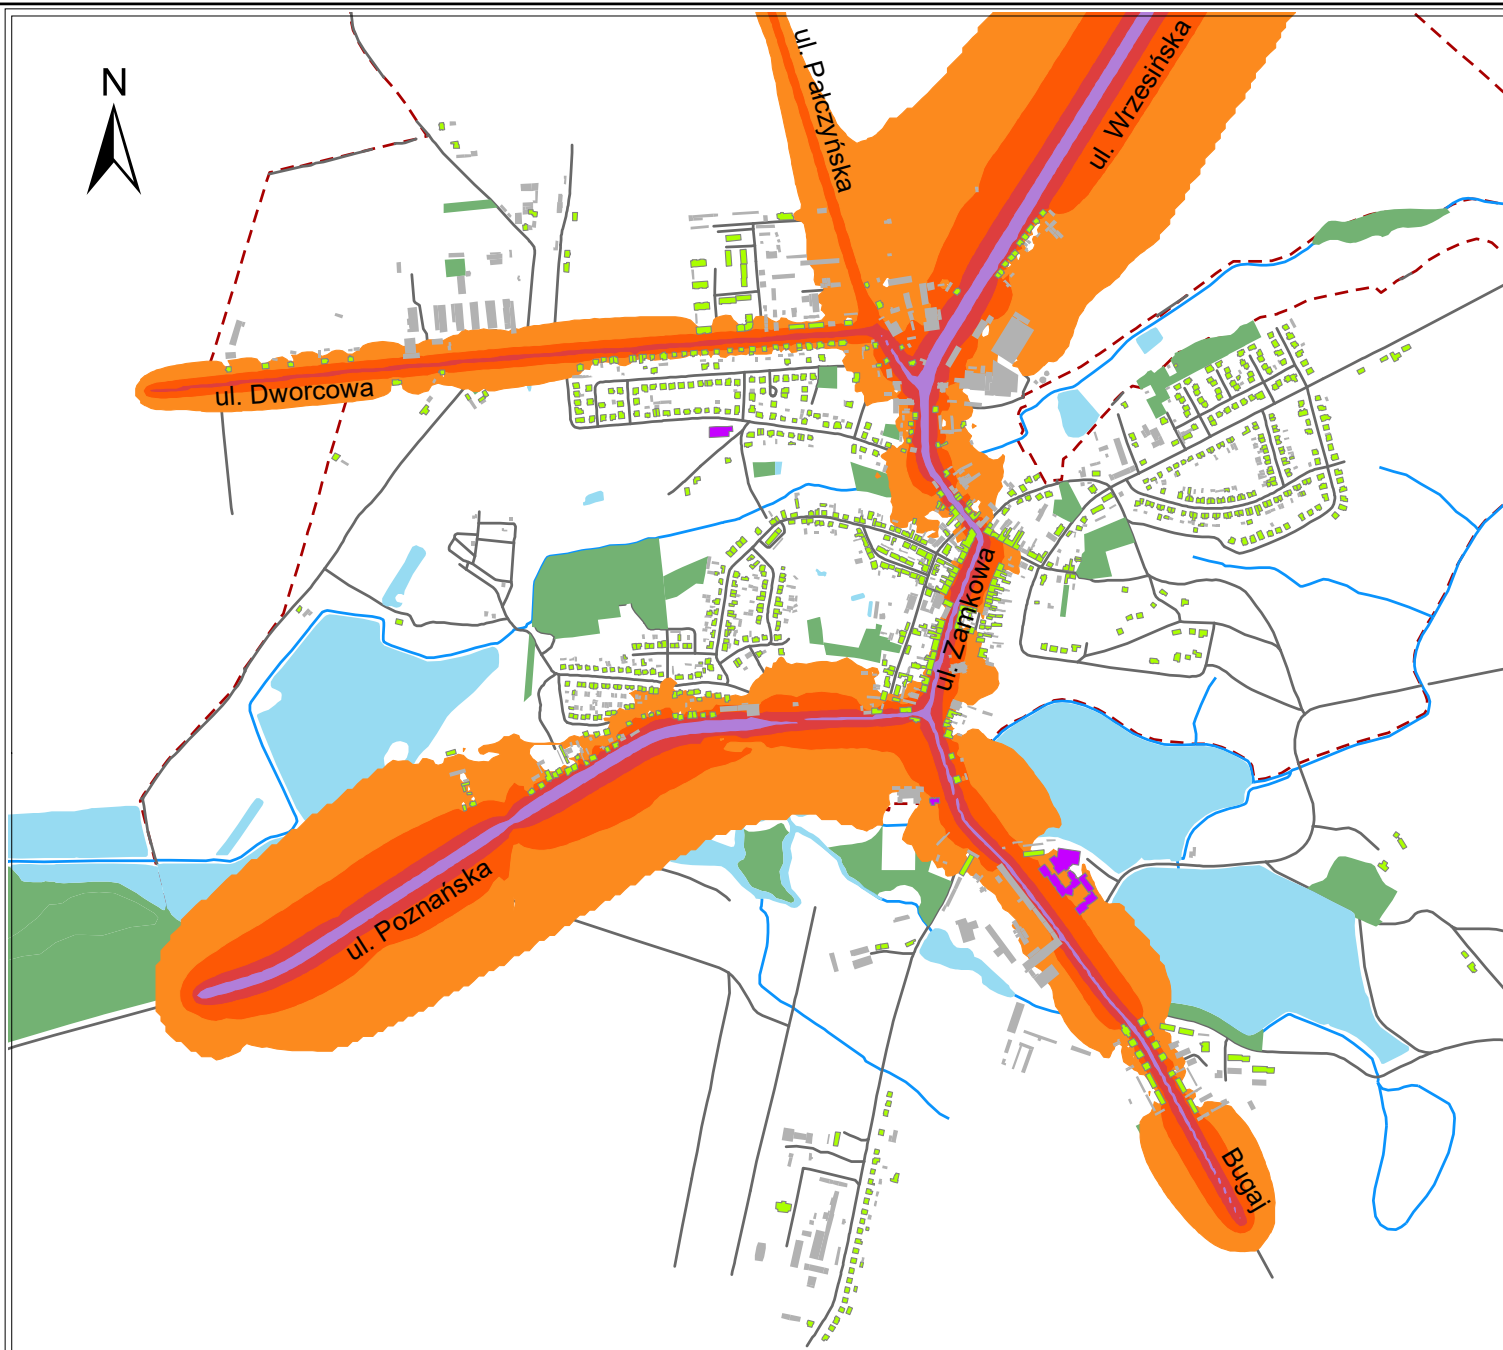 N
ul. Pałczyńska
ul. Wrzesińska
ul. Dworcowa
ul. Zamkowa
ul. Poznańska
Bugaj